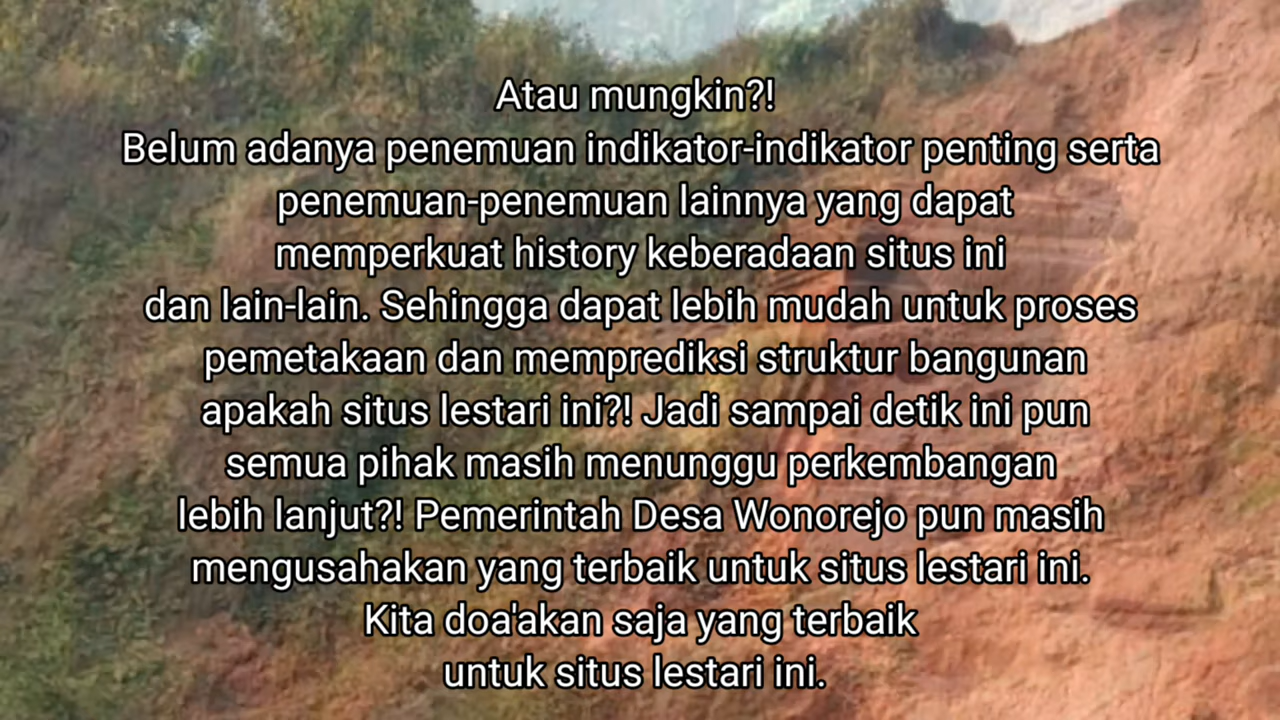 Atau mungkin?!
Belum adanya penemuan indikator-indikator penting serta
penemuan-penemuan lainnya yang dapat
memperkuat history keberadaan situs ini
dan lain-lain. Sehingga dapat lebih mudah untuk proses
pemetakaan dan memprediksi struktur bangunan
apakah situs lestari ini?! Jadi sampai detik ini pun
semua pihak masih menunggu perkembangan
lebih lanjut?! Pemerintah Desa Wonorejo pun masih
mengusahakan yang terbaik untuk situs lestari ini.
Kita doa'akan saja yang terbaik
untuk situs lestari ini.